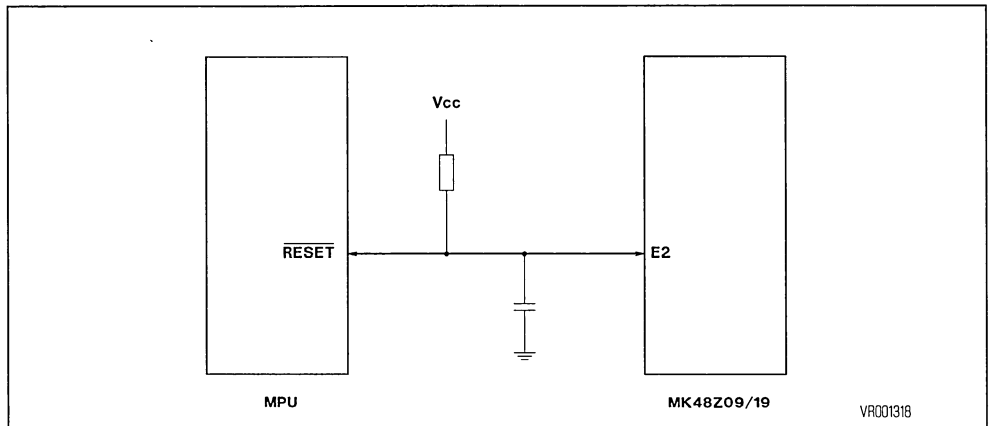 Vcc
RESET
E2
MPU
MK48Z09/19
VR001318